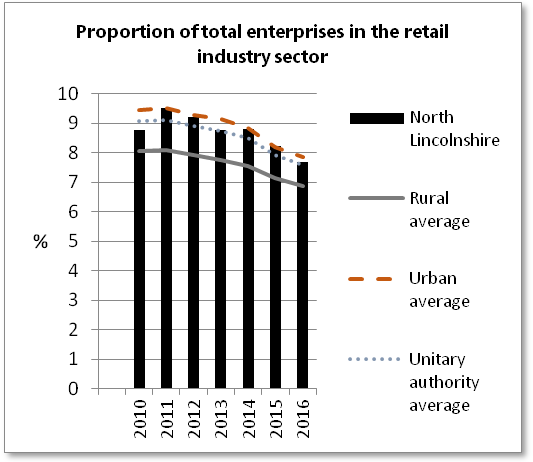 Proportion of total enterprises in the retail
industry sector
10
9
8
7
6
5
4
3
2
1
0
%
2010
2011
2012
2013
2014
2015
2016
North
Lincolnshire
Rural
average
Urban
average
Unitary
authority
average